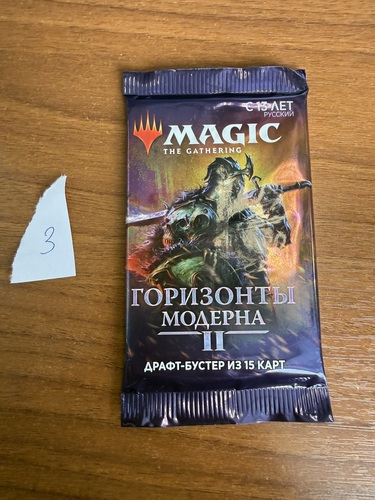 С 13 ЛЕТ
РУССКИЙ
MAGIC
THE GATHERING
3
ГОРИЗОНТЫ
МОДЕРНА
II
ДРАФТ-БУСТЕР ИЗ 15 КАРТ